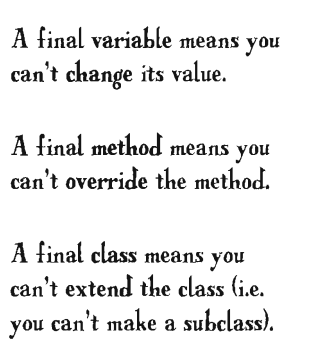 A final variable means you
can't change its value.
A final method means you
can't override the method.
A final class means you
can't extend the class (i.e.
you can't make a subclass).